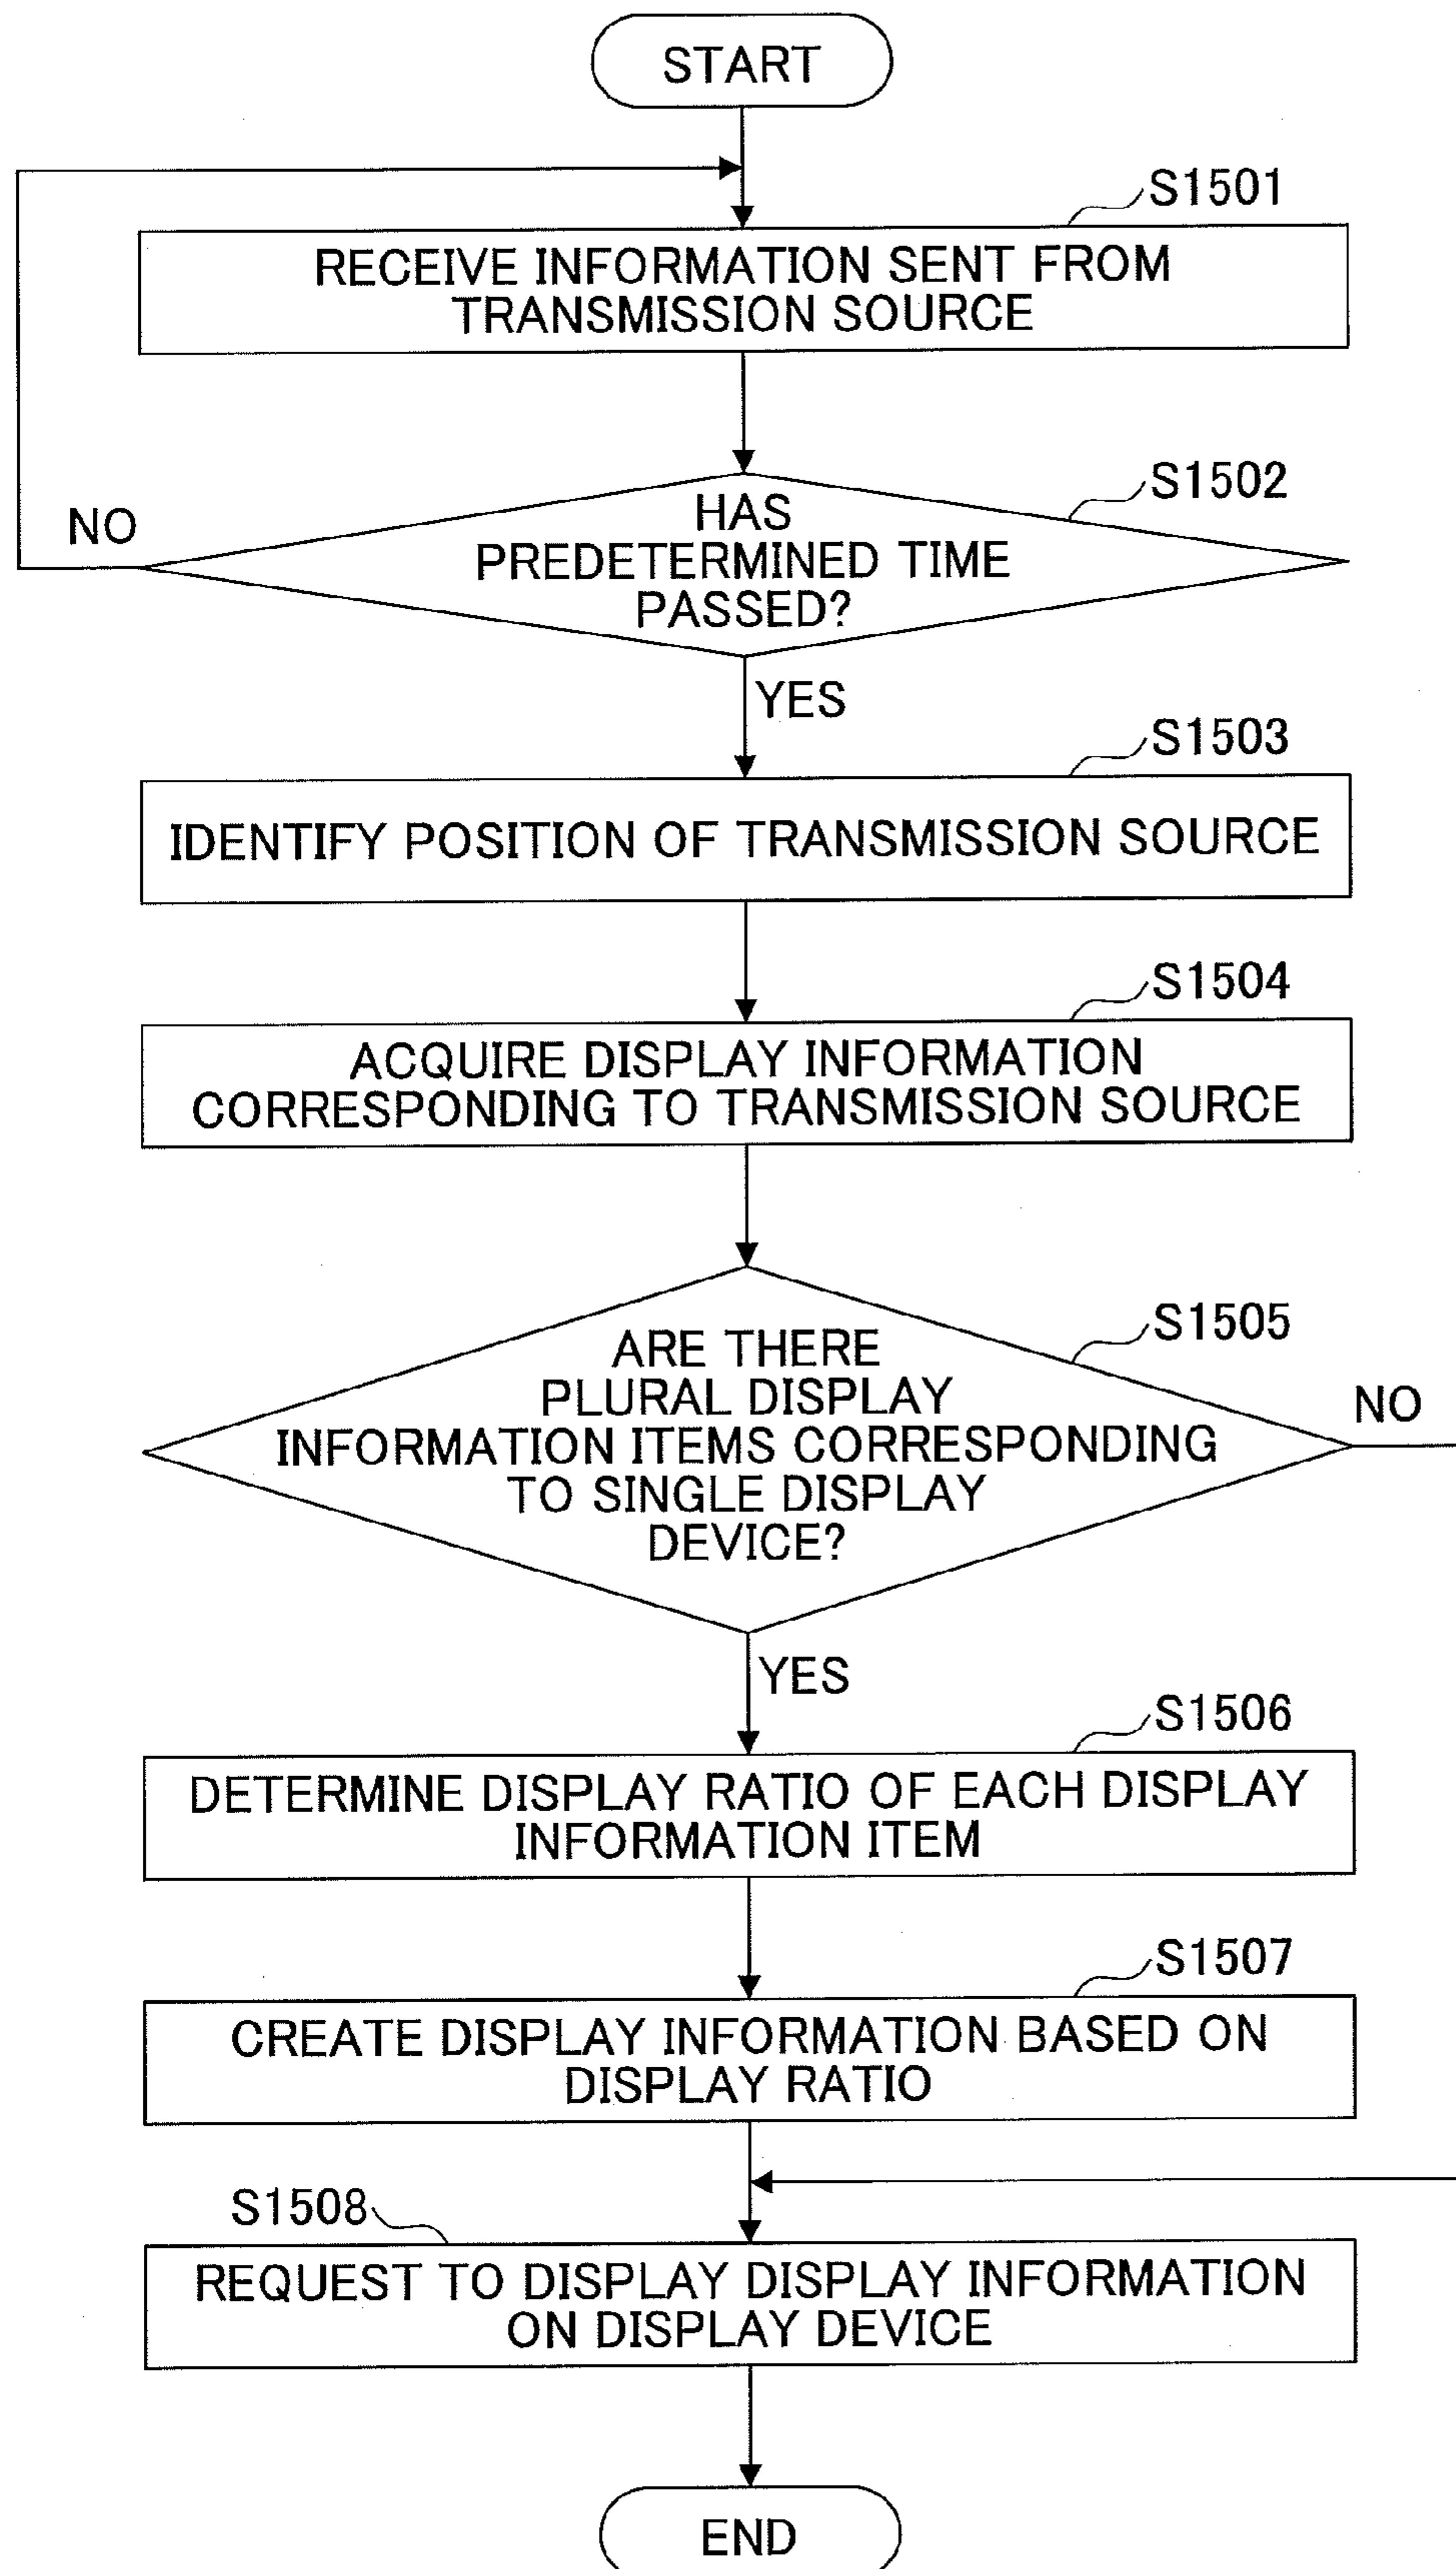 START
S1501
RECEIVE INFORMATION SENT FROM
TRANSMISSION SOURCE
S1502
NO
HAS
PREDETERMINED TIME
PASSED?
YES
S1503
IDENTIFY POSITION OF TRANSMISSION SOURCE
S1504
ACQUIRE DISPLAY INFORMATION
CORRESPONDING TO TRANSMISSION SOURCE
S1505
ARE THERE
PLURAL DISPLAY
INFORMATION ITEMS CORRESPONDING
TO SINGLE DISPLAY
DEVICE?
NO
YES
S1506
DETERMINE DISPLAY RATIO OF EACH DISPLAY
INFORMATION ITEM
S1507
CREATE DISPLAY INFORMATION BASED ON
DISPLAY RATIO
S1508
REQUEST TO DISPLAY DISPLAY INFORMATION
ON DISPLAY DEVICE
END